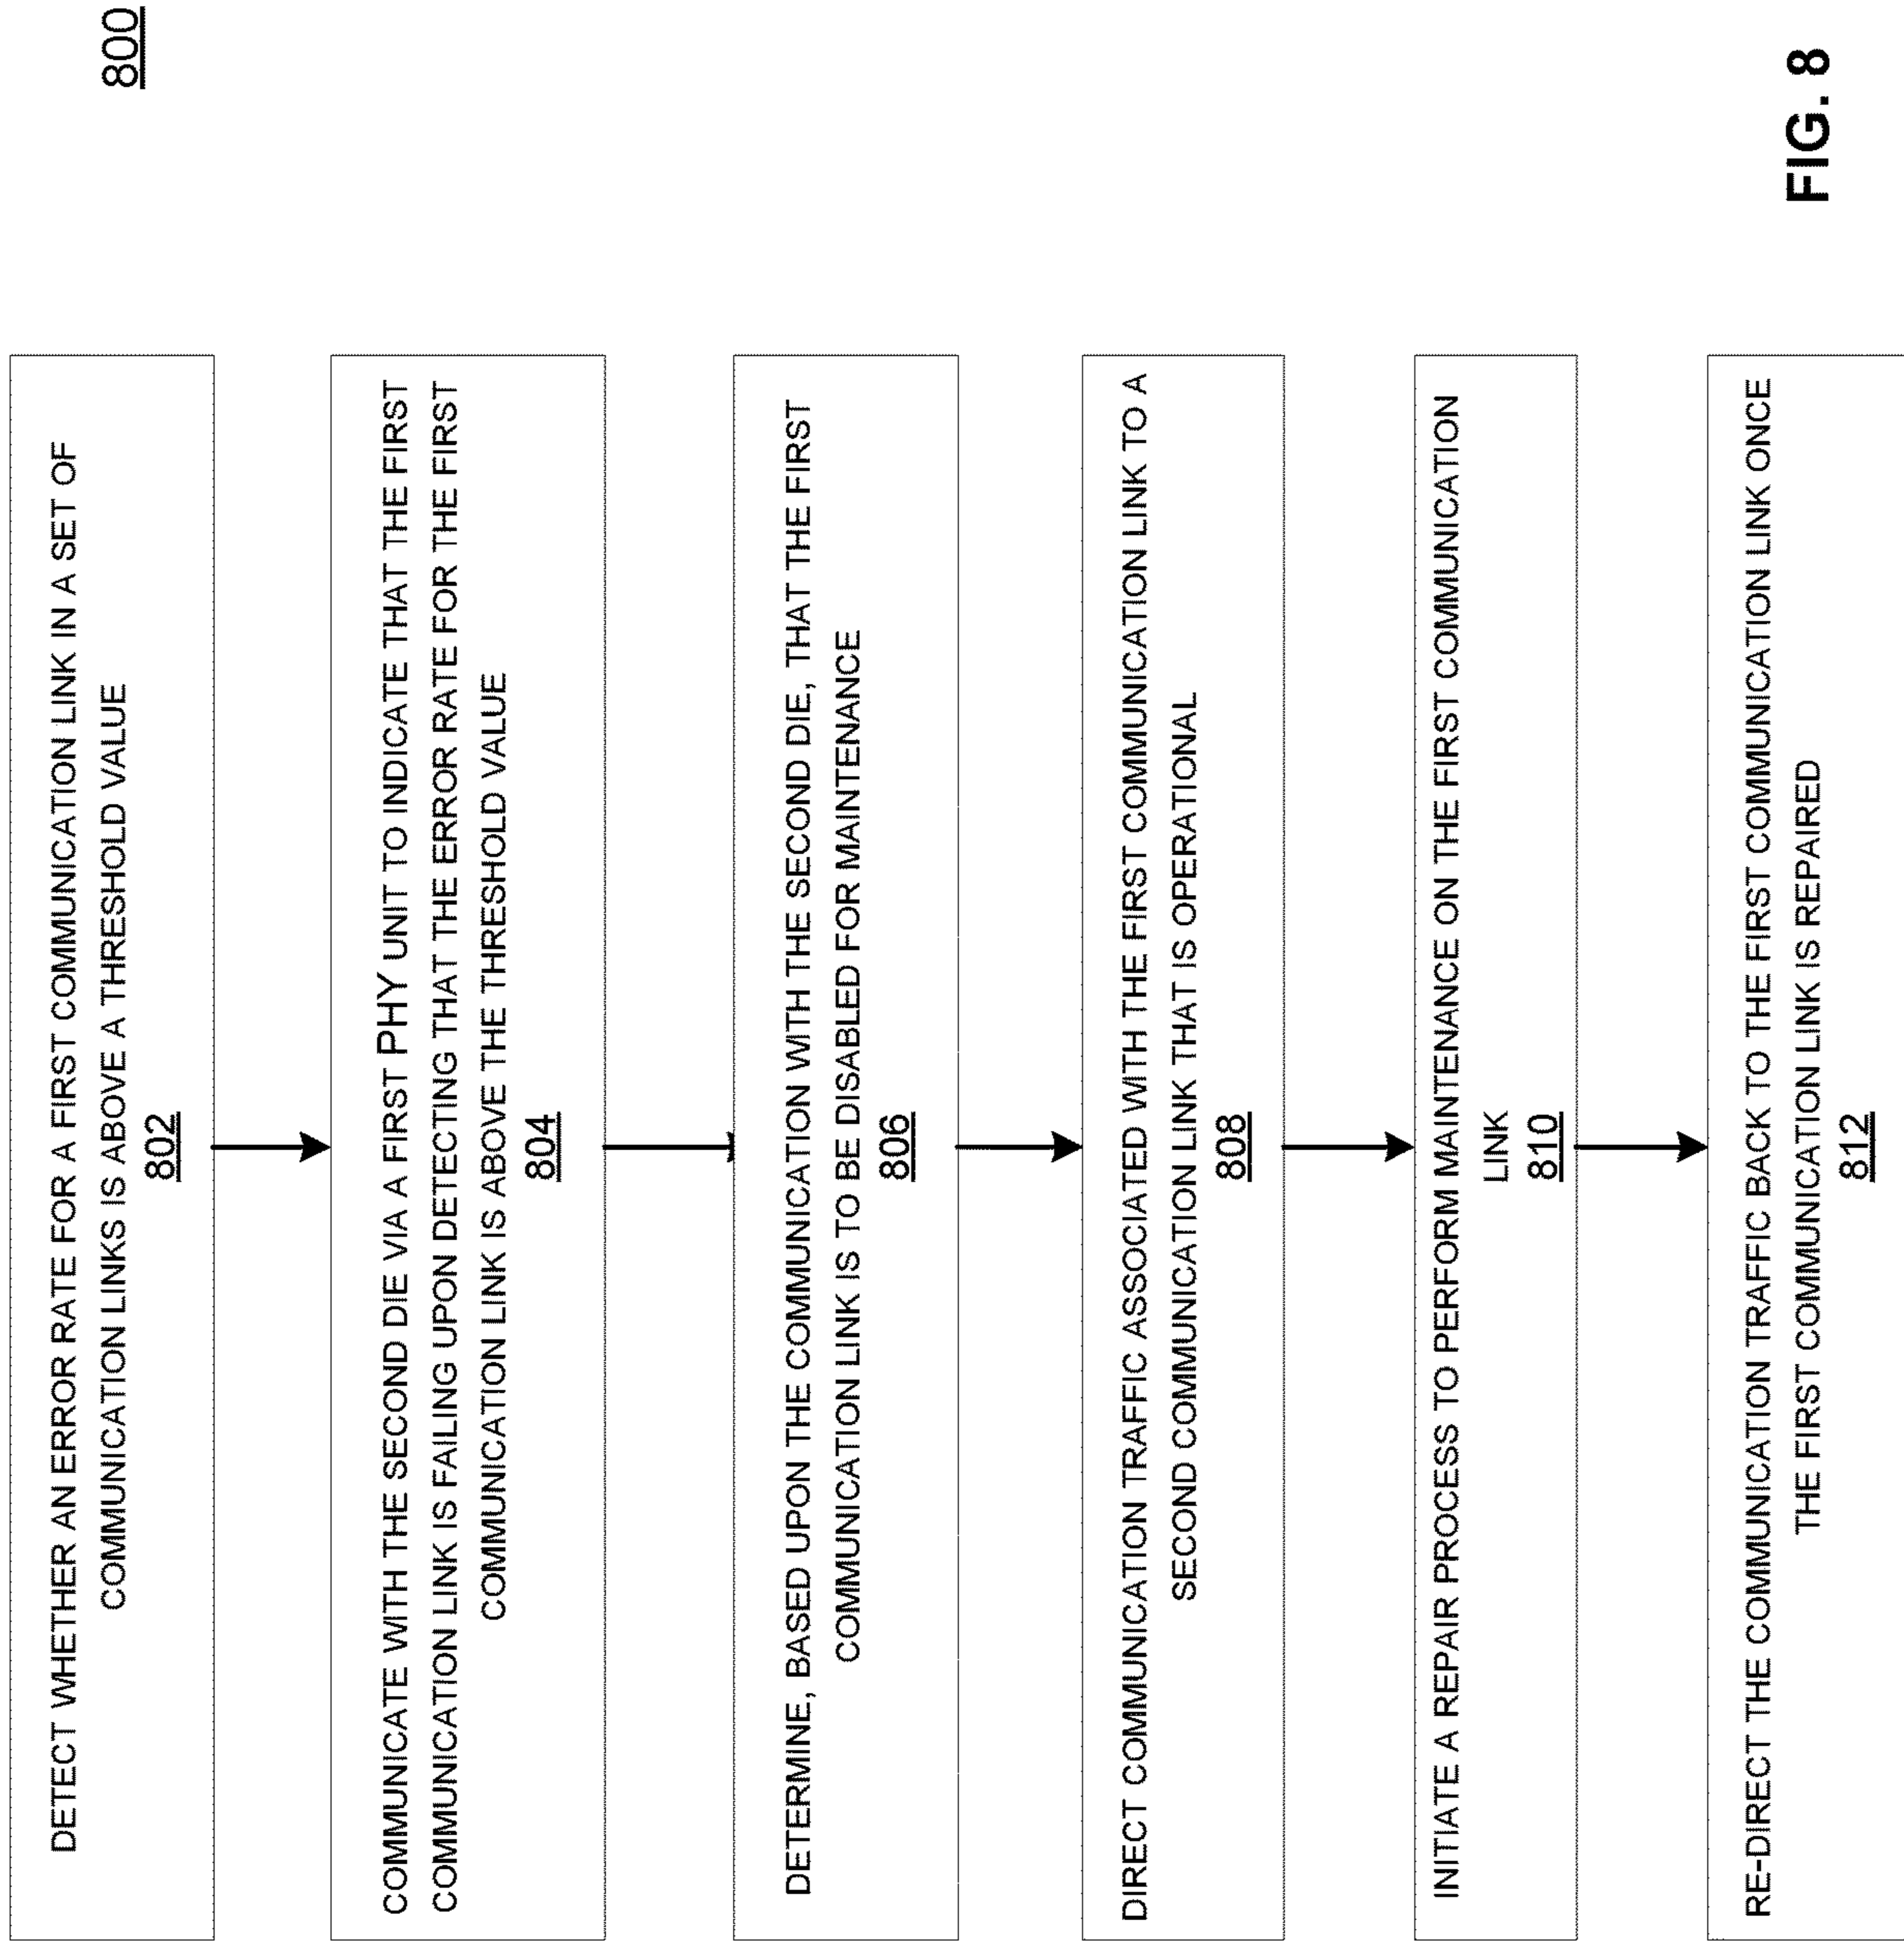 800
DETECT WHETHER AN ERROR RATE FOR A FIRST COMMUNICATION LINK IN A SET OF
COMMUNICATION LINKS IS ABOVE A THRESHOLD VALUE
802
COMMUNICATE WITH THE SECOND DIE VIA A FIRST PHY UNIT TO INDICATE THAT THE FIRST
COMMUNICATION LINK IS FAILING UPON DETECTING THAT THE ERROR RATE FOR THE FIRST
COMMUNICATION LINK IS ABOVE THE THRESHOLD VALUE
804
DETERMINE, BASED UPON THE COMMUNICATION WITH THE SECOND DIE, THAT THE FIRST
COMMUNICATION LINK IS TO BE DISABLED FOR MAINTENANCE
806
DIRECT COMMUNICATION TRAFFIC ASSOCIATED WITH THE FIRST COMMUNICATION LINK TO A
SECOND COMMUNICATION LINK THAT IS OPERATIONAL
808
INITIATE A REPAIR PROCESS TO PERFORM MAINTENANCE ON THE FIRST COMMUNICATION
LINK
810
RE-DIRECT THE COMMUNICATION TRAFFIC BACK TO THE FIRST COMMUNICATION LINK ONCE
THE FIRST COMMUNICATION LINK IS REPAIRED
812
FIG. 8